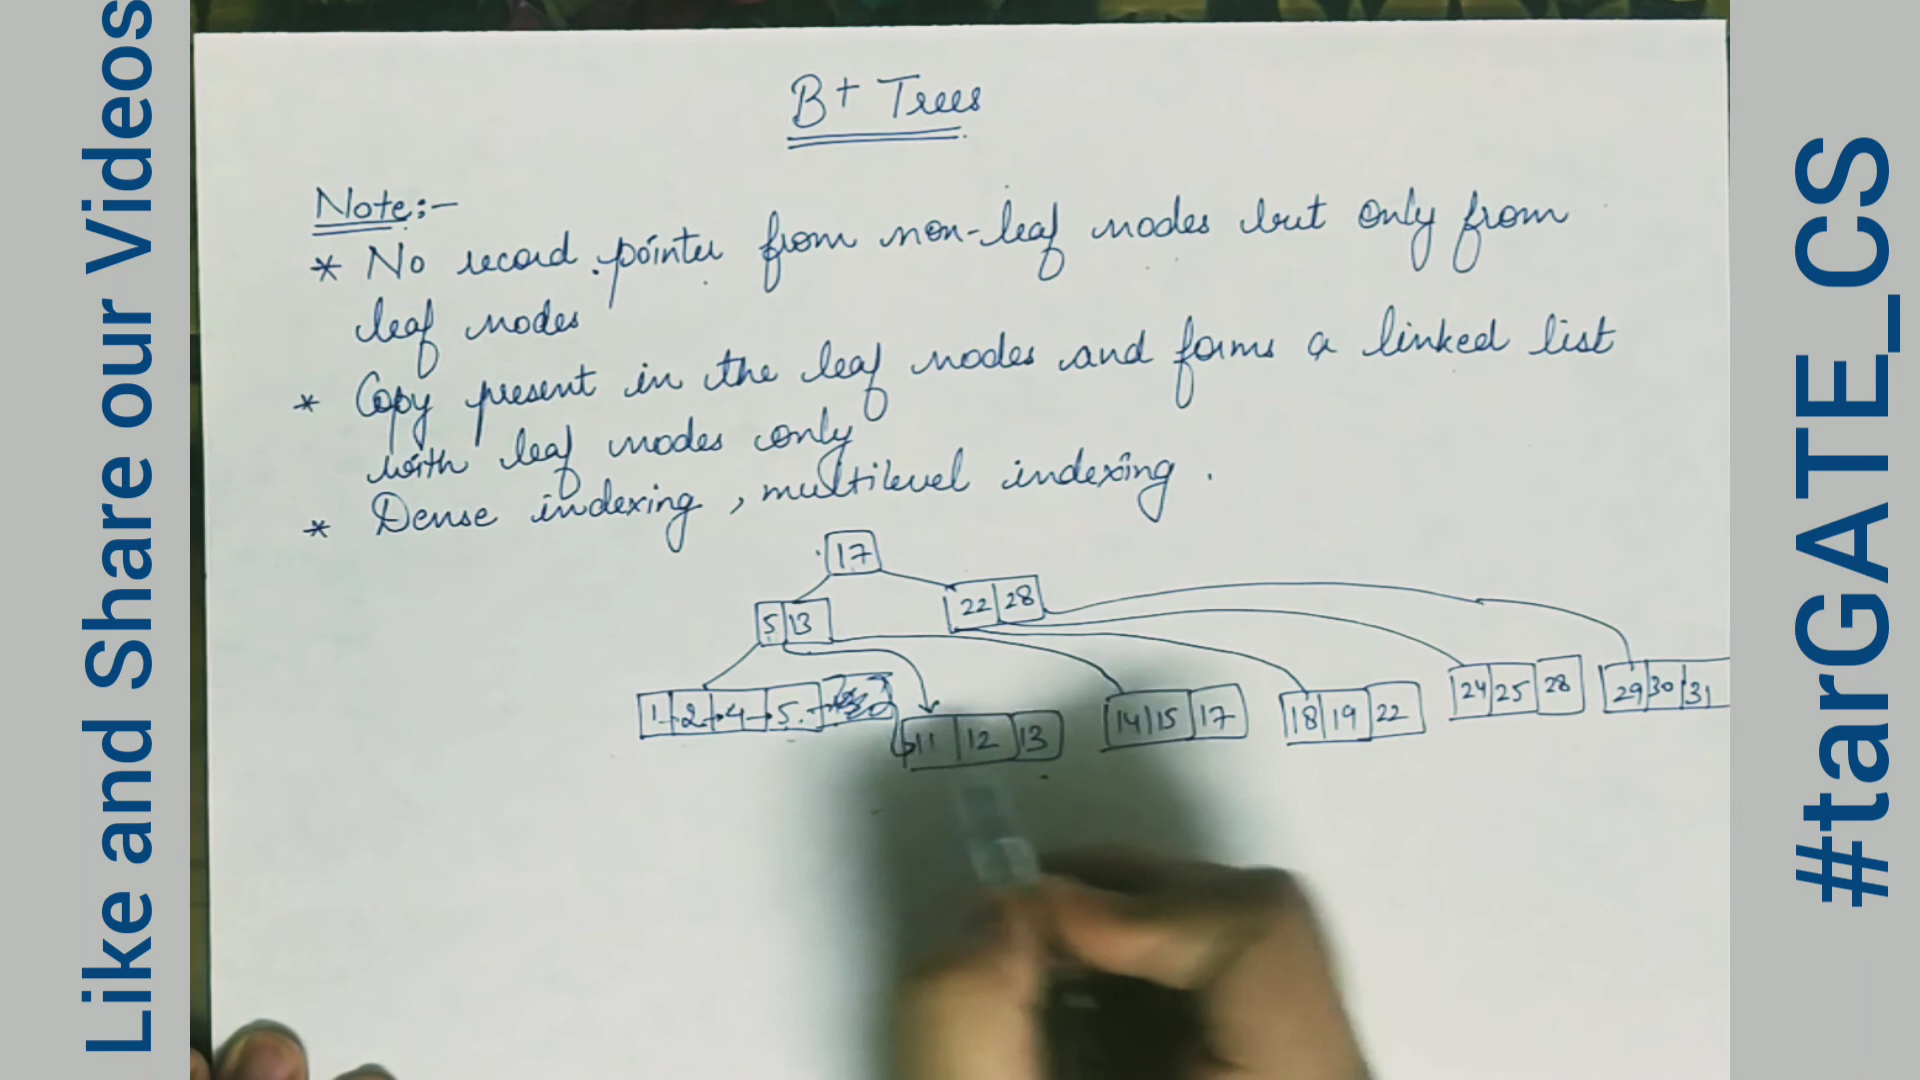 Like and Share our Videos
B+ Trees
Note:-
* No record pointer from non-leaf nodes but only from
leaf nodes
* Copy present in the leaf nodes and forms a linked list
with leaf nodes only
* Dense indexing, multilevel indexing.
17
5 13 22 28
1 2 4 5 11 12 13 14 15 17 18 19 22 24 25 28 29 30 31
#tarGATE_CS